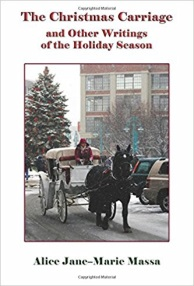 The Christmas Carriage
and Other Writings
of the Holiday Season
Alice Jane-Marie Massa